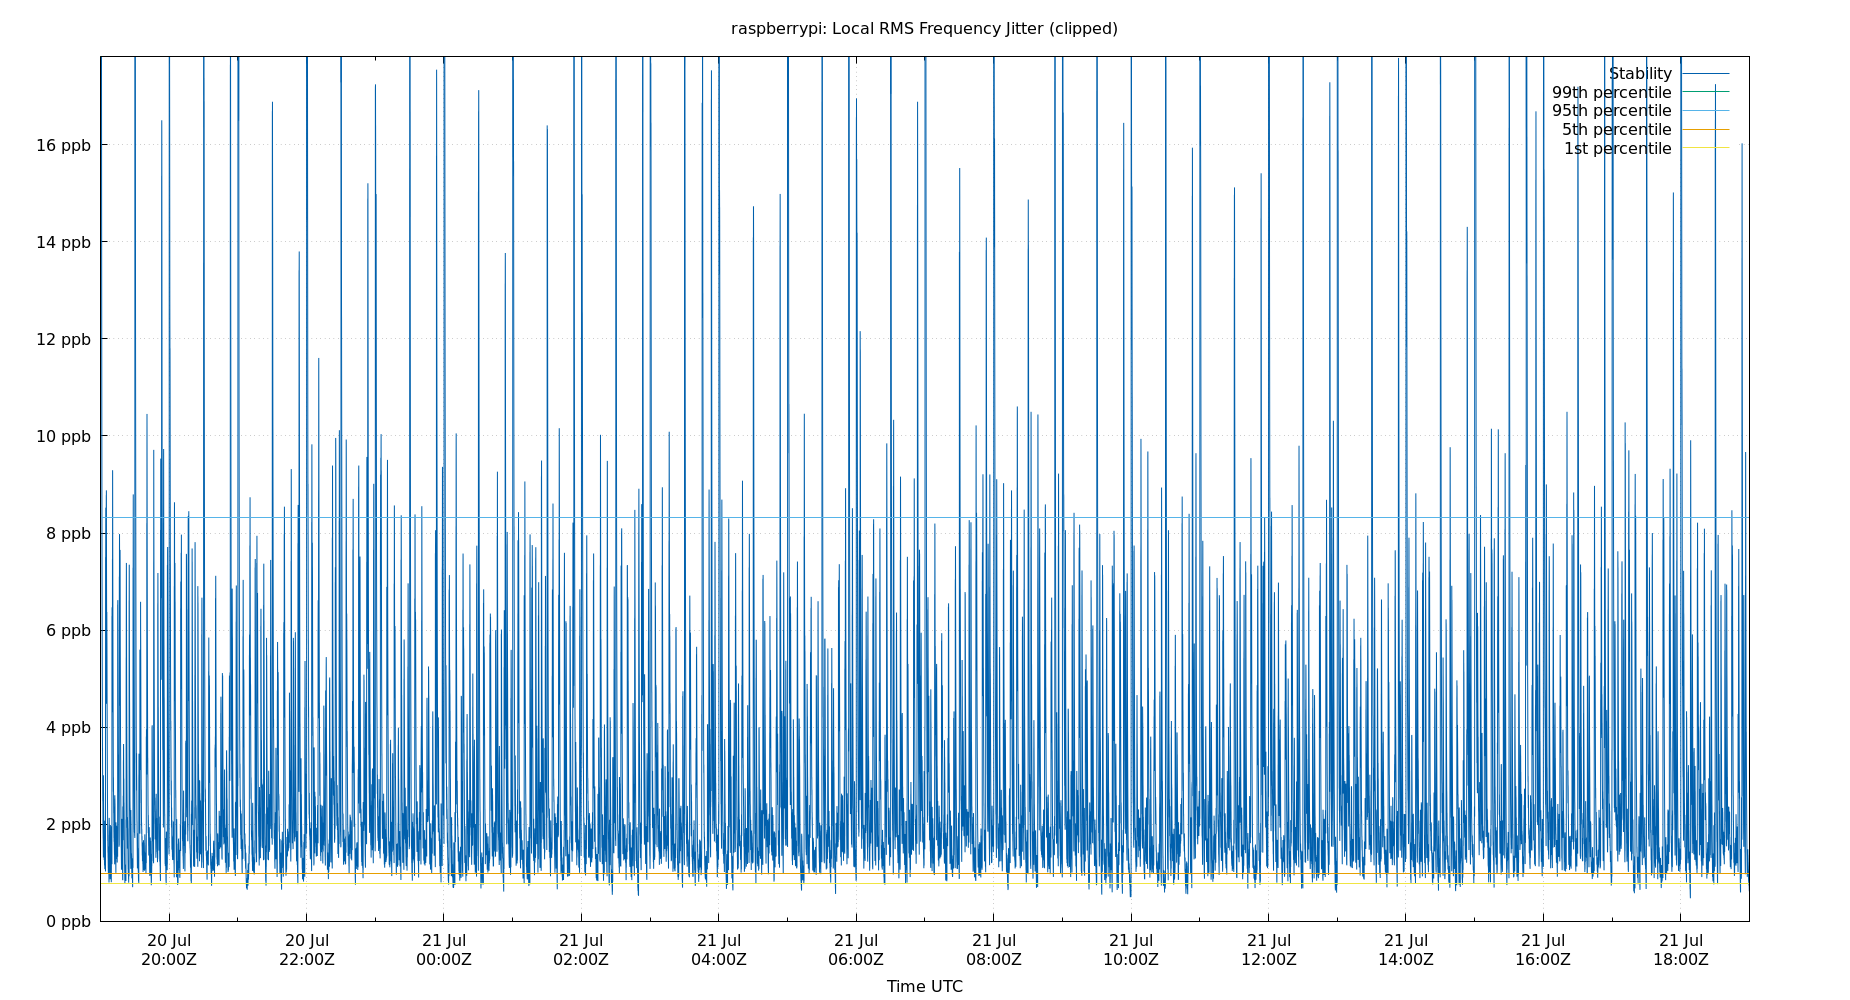 raspberrypi: Local RMS Frequency Jitter (clipped)
Stability
99th percentile
95th percentile
5th percentile
1st percentile
16 ppb
14 ppb
12 ppb
10 ppb
8 ppb
6 ppb
4 ppb
2 ppb
0 ppb
20 Jul 20 Jul 21 Jul 21 Jul 21 Jul 21 Jul 21 Jul 21 Jul 21 Jul 21 Jul 21 Jul 21 Jul
20:00Z 22:00Z 00:00Z 02:00Z 04:00Z 06:00Z 08:00Z 10:00Z 12:00Z 14:00Z 16:00Z 18:00Z
Time UTC